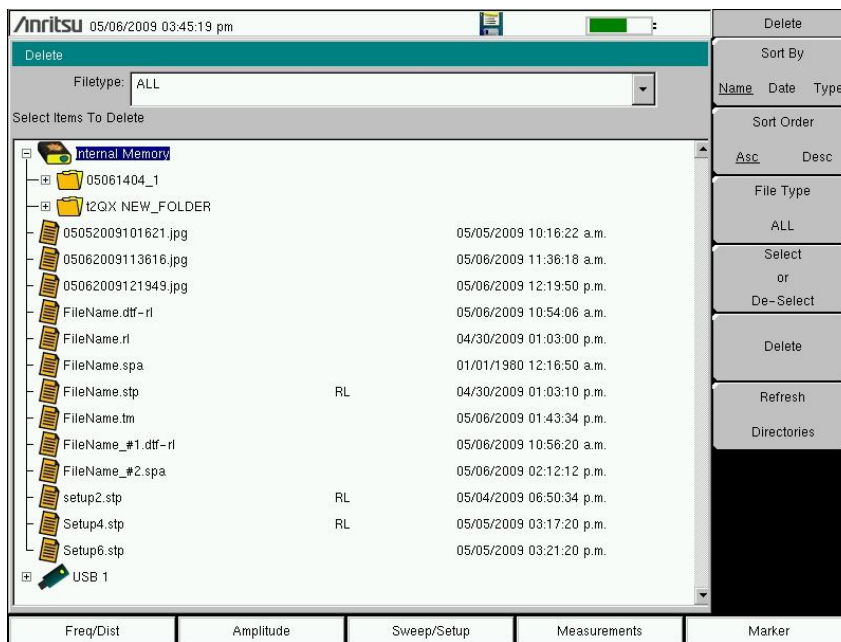 Anritsu 05/06/2009 03:45:19 pm
Delete
Filetype: ALL
Select Items To Delete
Internal Memory
05061404_1
t2QX NEW_FOLDER
05052009101621.jpg 05/05/2009 10:16:22 a.m.
05062009113616.jpg 05/06/2009 11:36:18 a.m.
05062009121949.jpg 05/06/2009 12:19:50 p.m.
FileName.dtf-rl 05/06/2009 10:54:06 a.m.
FileName.rl 04/30/2009 01:03:00 p.m.
FileName.spa 01/01/1980 12:16:50 a.m.
FileName.stp RL 04/30/2009 01:03:10 p.m.
FileName.tm 05/06/2009 01:43:34 p.m.
FileName_#1.dtf-rl 05/06/2009 10:56:20 a.m.
FileName_#2.spa 05/06/2009 02:12:12 p.m.
setup2.stp RL 05/04/2009 06:50:34 p.m.
Setup4.stp RL 05/05/2009 03:17:20 p.m.
Setup6.stp 05/05/2009 03:21:20 p.m.
USB 1
Delete
Sort By
Name Date Type
Sort Order
Asc Desc
File Type
ALL
Select
or
De-Select
Delete
Refresh
Directories
Freq/Dist Amplitude Sweep/Setup Measurements Marker